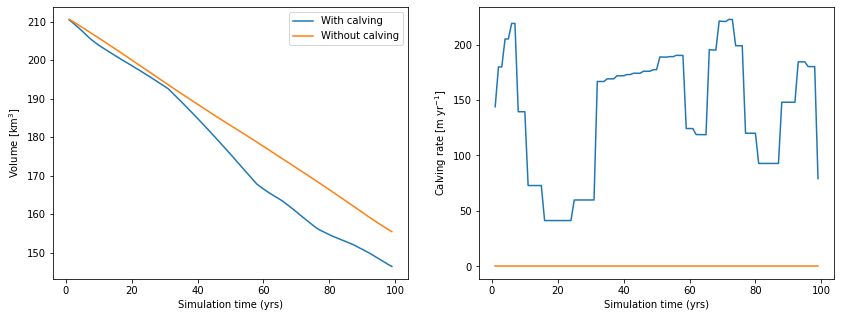 210
200
190
180
170
160
150
Volume [km³]
0 20 40 60 80 100
Simulation time (yrs)
With calving
Without calving
200
150
100
50
0
Calving rate [m yr⁻¹]
0 20 40 60 80 100
Simulation time (yrs)